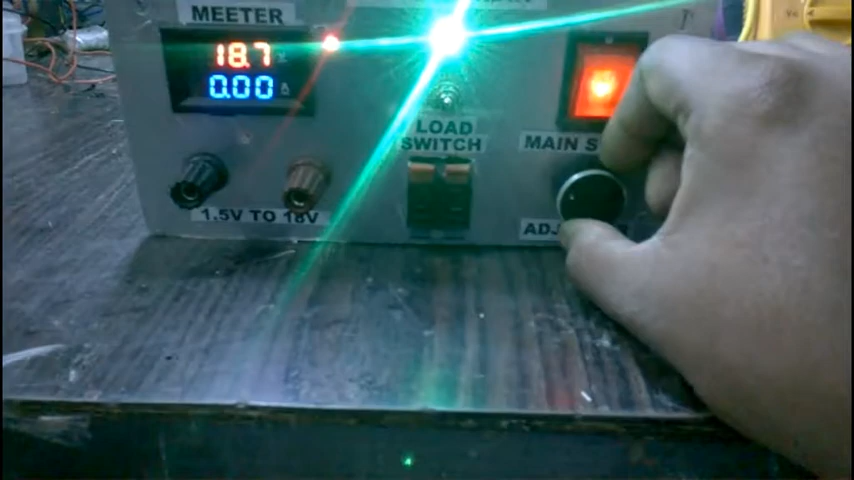 MEETER
18.7
0.00 A
LOAD
SWITCH
MAIN S
1.5V TO 18V
ADJ